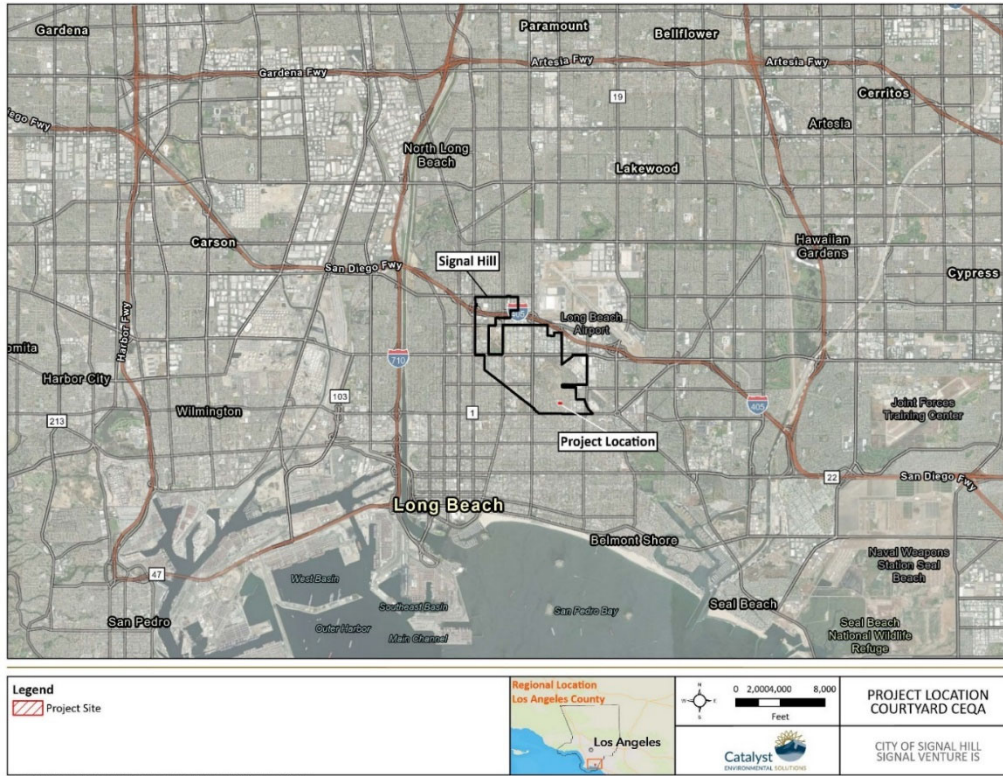 Gardena
Paramount
Bellflower
Gardena Fwy
Artesia Fwy
Artesia Fwy
Cerritos
19
Artesia
ego Fwy
North Long
Beach
Lakewood
Carson
Hawaiian
Gardens
San Diego Fwy
Signal Hill
Cypress
Harbor Fwy
Long Beach
Airport
omita
Harbor City
710
103
405
Joint Forces
Training Center
Wilmington
1
213
Project Location
22
San Diego
Fwy
Long Beach
Belmont Shore
Naval Weapons
Station Seal
Beach
47
West Basin
Southeast Basin
San Pedro Bay
Seal Beach
San Pedro
Outer Harbor
Main Channel
Seal Beach
National Wildlife
Refuge
Legend
Project Site
Regional Location
Los Angeles County
Los Angeles
N
W E
S
0 2,0004,000 8,000
Feet
Catalyst
ENVIRONMENTAL SOLUTIONS
PROJECT LOCATION
COURTYARD CEQA
CITY OF SIGNAL HILL
SIGNAL VENTURE IS